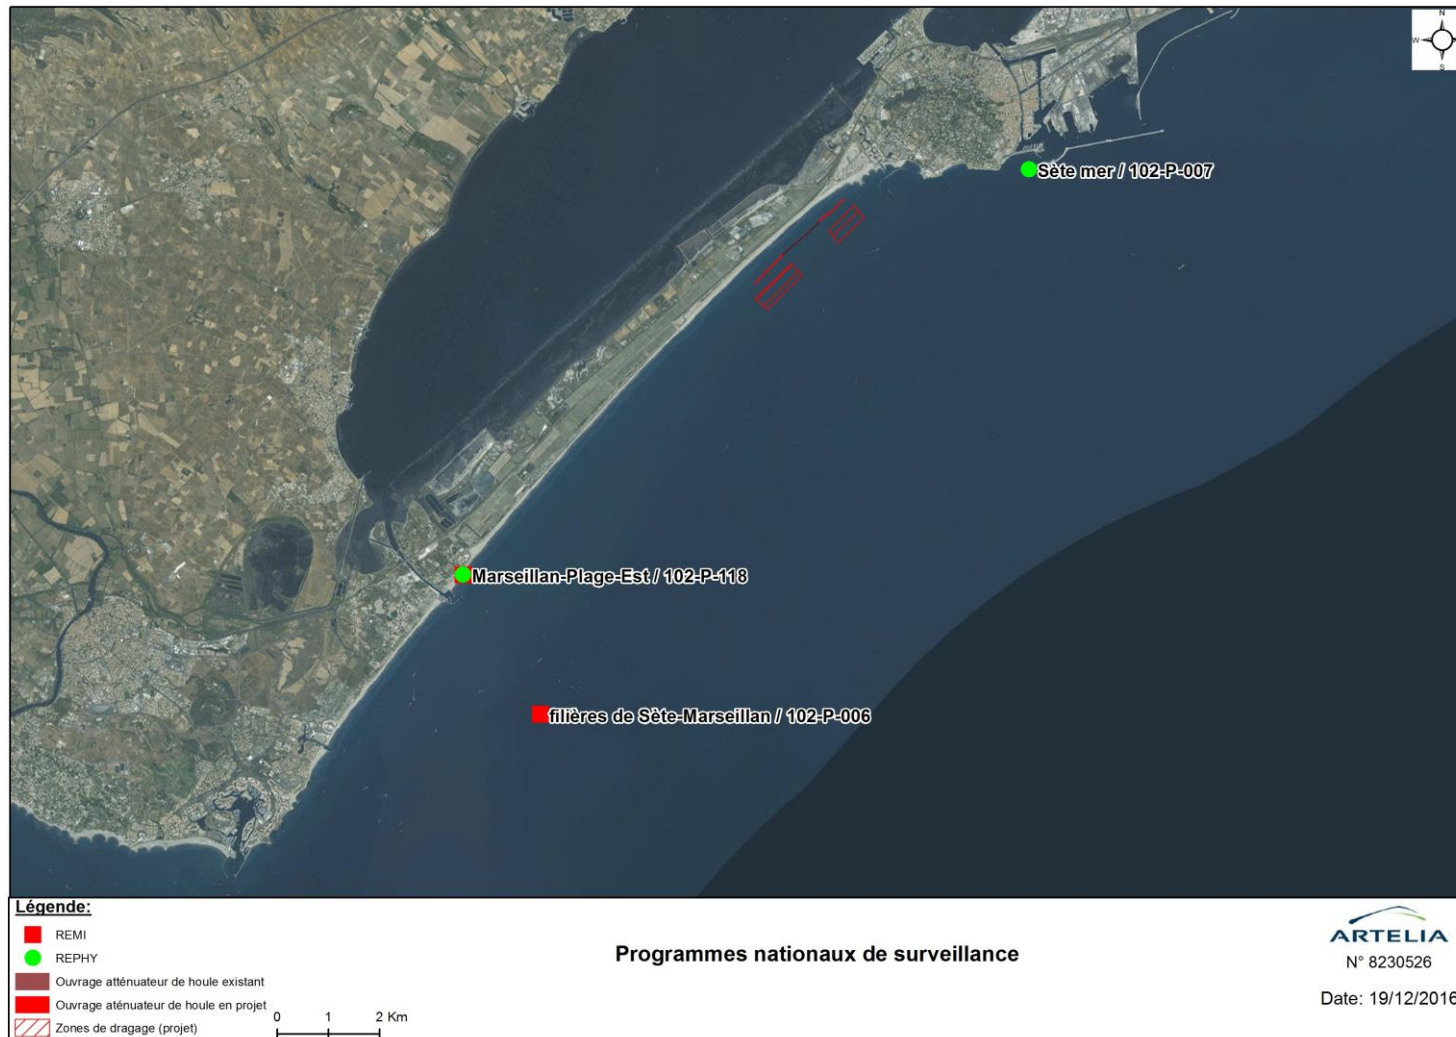 N
W
S
Sète mer / 102-P-007
Marseillan-Plage-Est / 102-P-118
filières de Sète-Marseillan / 102-P-006
Légende:
REMI
REPHY
Ouvrage atténuateur de houle existant
Ouvrage aténuateur de houle en projet
Zones de dragage (projet)
0 1 2 Km
Programmes nationaux de surveillance
ARTELIA
N° 8230526
Date: 19/12/2016